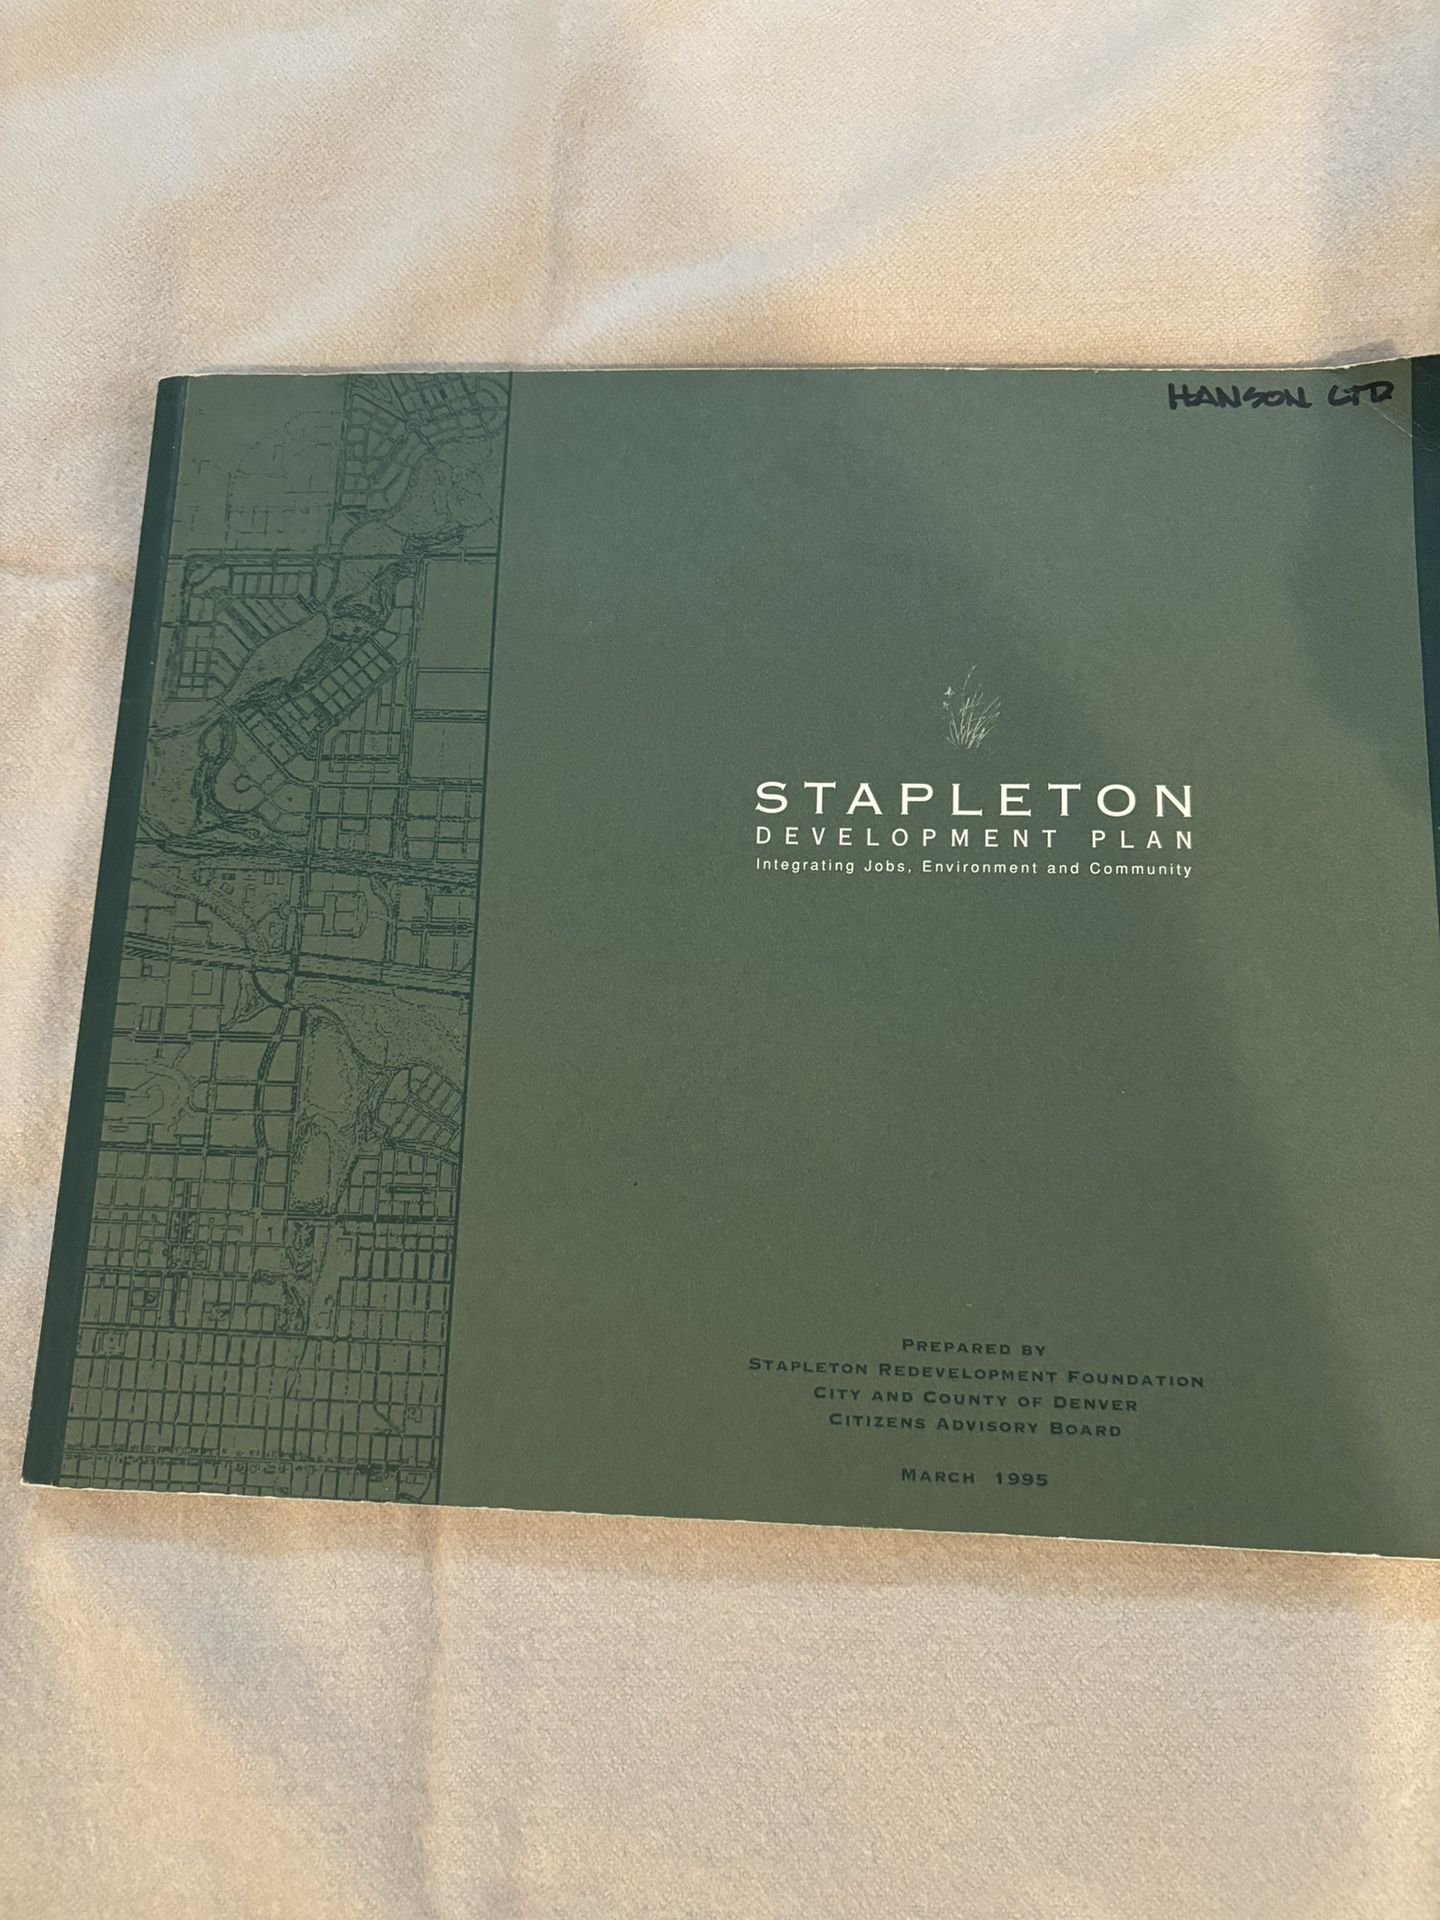 HANSON LTD
STAPLETON
DEVELOPMENT PLAN
Integrating Jobs, Environment and Community
PREPARED BY
STAPLETON REDEVELOPMENT FOUNDATION
CITY AND COUNTY OF DENVER
CITIZENS ADVISORY BOARD
MARCH 1995